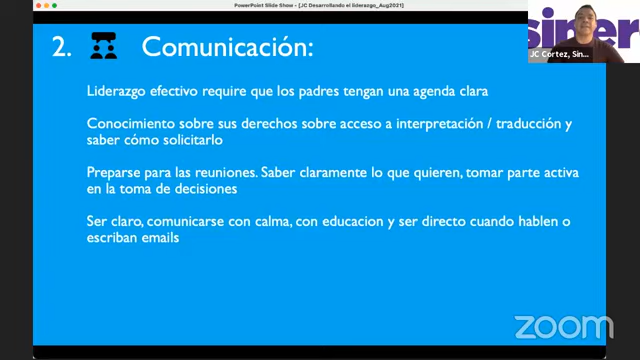 PowerPoint Slide Show - [JC Desarrollando el liderazgo_Aug2021]
2. Comunicación:
JC Cortez, Sin...
Liderazgo efectivo require que los padres tengan una agenda clara
Conocimiento sobre sus derechos sobre acceso a interpretación / traducción y
saber cómo solicitarlo
Preparse para las reuniones. Saber claramente lo que quieren, tomar parte activa
en la toma de decisiones
Ser claro, comunicarse con calma, con educacion y ser directo cuando hablen o
escriban emails
zoom